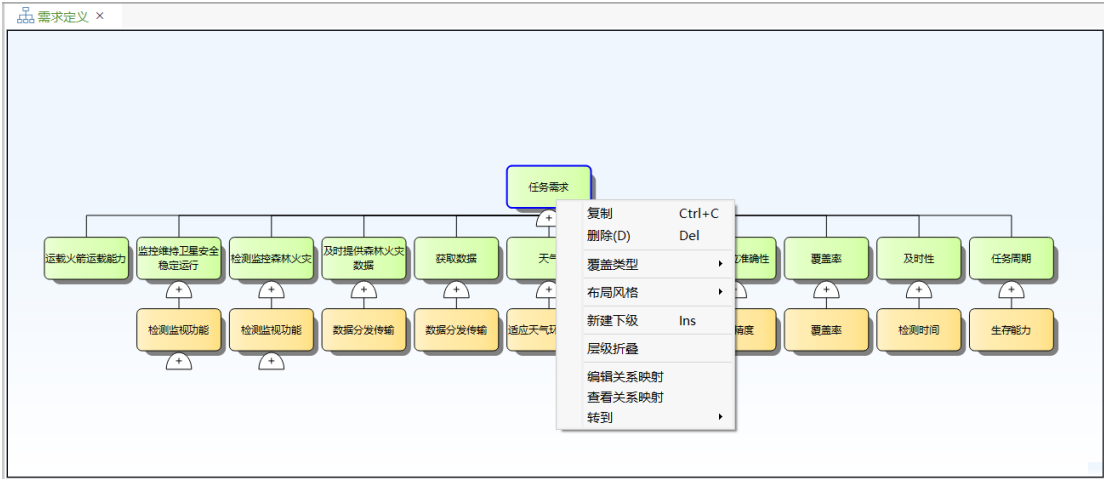 需求定义 ×
任务需求
+
复制 Ctrl+C
删除(D) Del
覆盖类型
布局风格
新建下级 Ins
层级折叠
编辑关系映射
查看关系映射
转到
运载火箭运载能力
监控维持卫星安全
稳定运行
检测监控森林火灾
及时提供森林火灾
数据
获取数据
天气
准确性
覆盖率
及时性
任务周期
+
+
+
+
+
+
+
+
检测监视功能
检测监视功能
数据分发传输
数据分发传输
适应天气环
精度
覆盖率
检测时间
生存能力
+
+